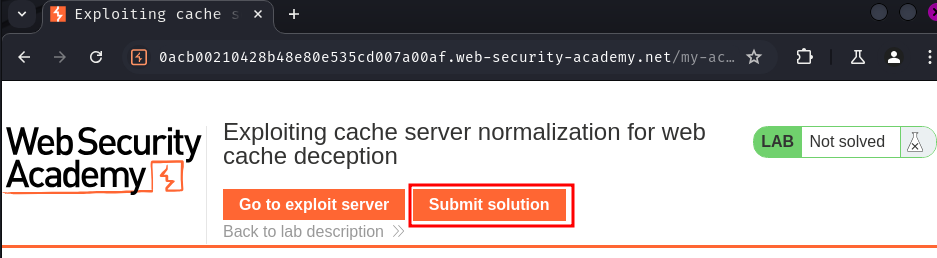 Exploiting cache s
0acb00210428b48e80e535cd007a00af.web-security-academy.net/my-ac…
Web Security
Academy
Exploiting cache server normalization for web
cache deception
LAB Not solved
Go to exploit server Submit solution
Back to lab description